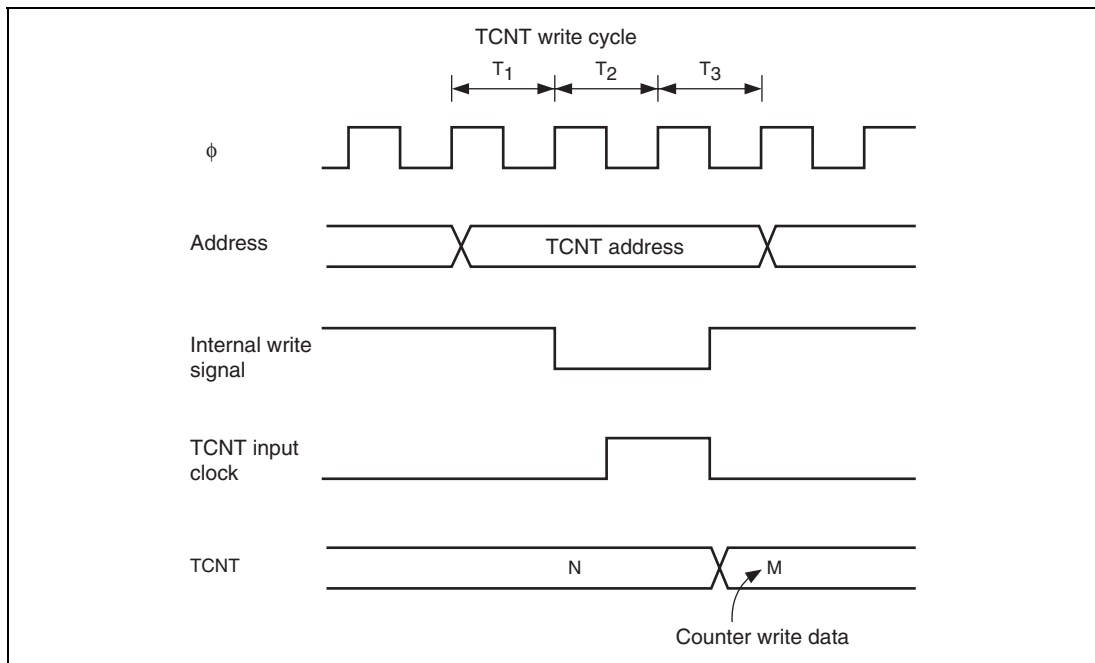 TCNT write cycle
T1 T2 T3
ϕ
Address
TCNT address
Internal write
signal
TCNT input
clock
TCNT
N
M
Counter write data